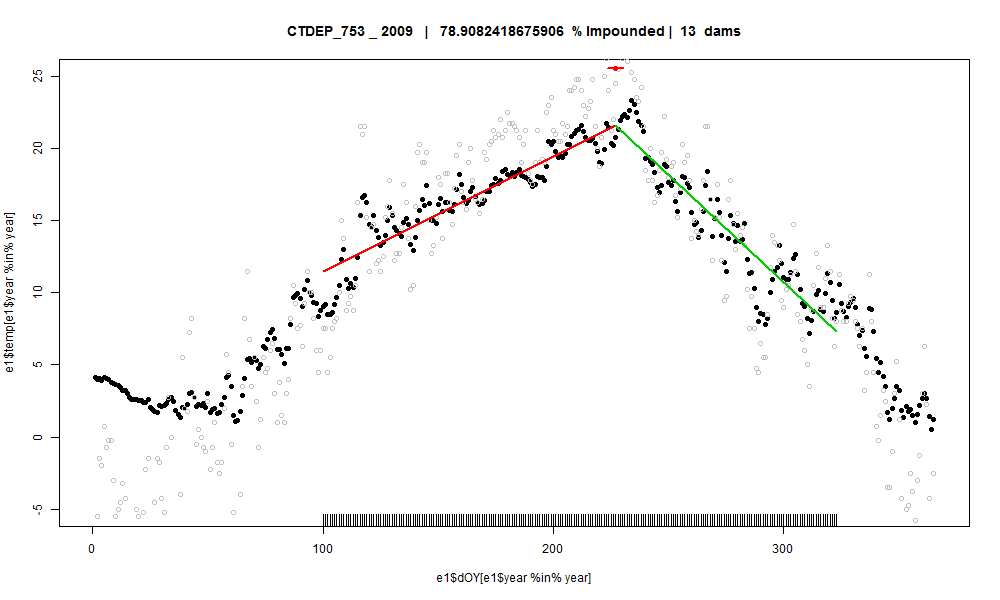 CTDEP_753 _ 2009 | 78.9082418675906 % Impounded | 13 dams
e1$temp[e1$year %in% year]
25
20
15
10
5
0
-5
0 100 200 300
e1$dOY[e1$year %in% year]